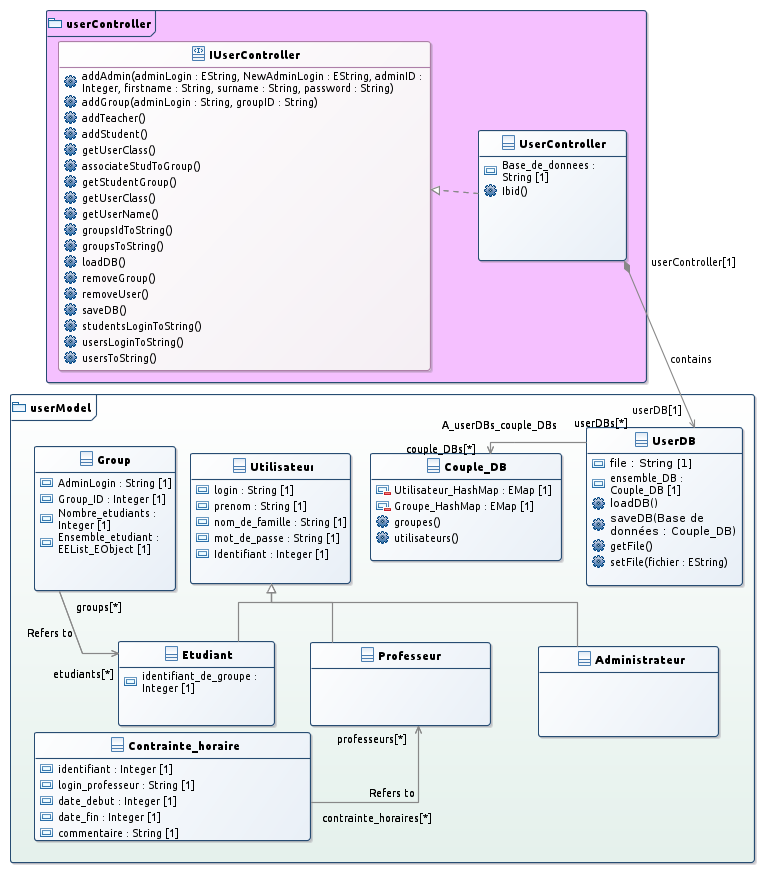 userController
IUserController
addAdmin(adminLogin : EString, NewAdminLogin : EString, adminID :
Integer, firstname : String, surname : String, password : String)
addGroup(adminLogin : String, groupID : String)
addTeacher()
addStudent()
getUserClass()
associateStudToGroup()
getStudentGroup()
getUserClass()
getUserName()
groupsIdToString()
groupsToString()
loadDB()
removeGroup()
removeUser()
saveDB()
studentsLoginToString()
usersLoginToString()
usersToString()
UserController
Base_de_donnees :
String [1]
Ibid()
userController[1]
contains
userDB[1]
userModel
A_userDBs_couple_DBs
userDBs[*]
couple_DBs[*]
Group
AdminLogin : String [1]
Group_ID : Integer [1]
Nombre_etudiants :
Integer [1]
Ensemble_etudiant :
EEList_EObject [1]
Utilisateur
login : String [1]
prenom : String [1]
nom_de_famille : String [1]
mot_de_passe : String [1]
Identifiant : Integer [1]
Couple_DB
Utilisateur_HashMap : EMap [1]
Groupe_HashMap : EMap [1]
groupes()
utilisateurs()
UserDB
file : String [1]
ensemble_DB :
Couple_DB [1]
loadDB()
saveDB(Base de
données : Couple_DB)
getFile()
setFile(fichier : EString)
groups[*]
Refers to
etudiants[*]
Etudiant
identifiant_de_groupe :
Integer [1]
Professeur
Administrateur
Contrainte_horaire
identifiant : Integer [1]
login_professeur : String [1]
date_debut : Integer [1]
date_fin : Integer [1]
commentaire : String [1]
professeurs[*]
Refers to
contrainte_horaires[*]